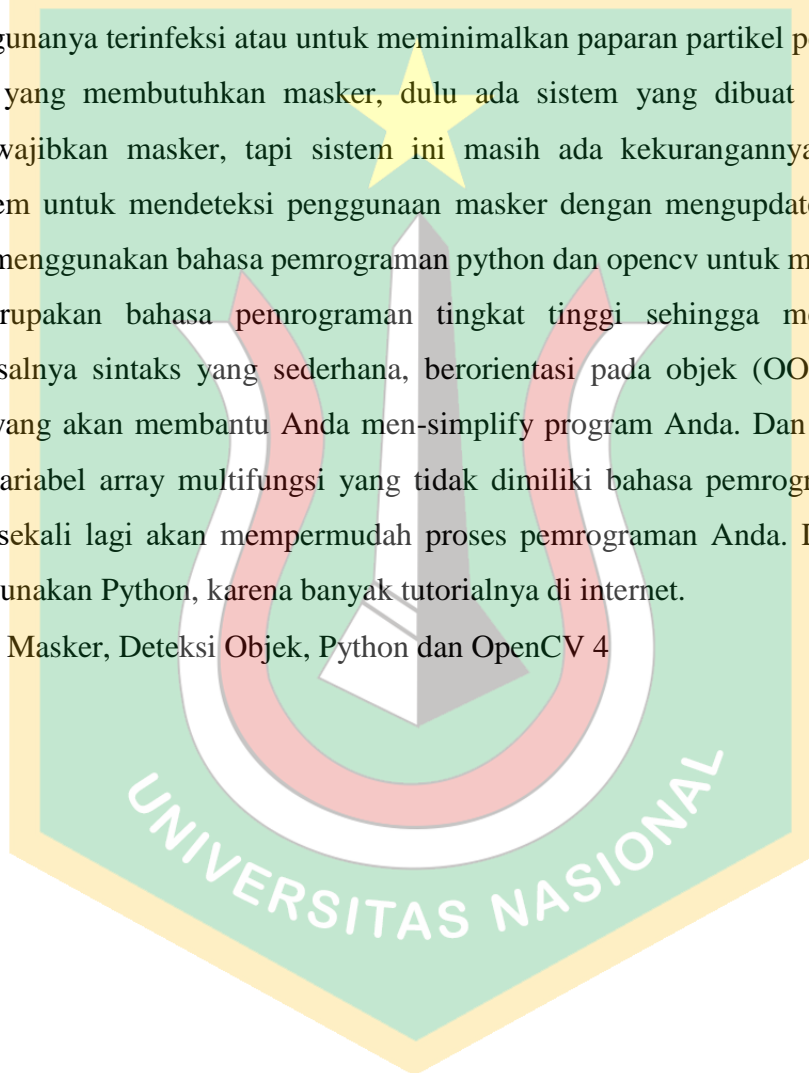 gunanya terinfeksi atau untuk meminimalkan paparan partikel
yang membutuhkan masker, dulu ada sistem yang dibuat
wajibkan masker, tapi sistem ini masih ada kekurangannya
em untuk mendeteksi penggunaan masker dengan mengupdate
menggunakan bahasa pemrograman python dan opencv untuk
rupakan bahasa pemrograman tingkat tinggi sehingga
salnya sintaks yang sederhana, berorientasi pada objek (OO
yang akan membantu Anda men-simplify program Anda. Dan
ariabel array multifungsi yang tidak dimiliki bahasa
sekali lagi akan mempermudah proses pemrograman Anda.
unakan Python, karena banyak tutorialnya di internet.
Masker, Deteksi Objek, Python dan OpenCV 4
UNIVERSITAS NASIONAL